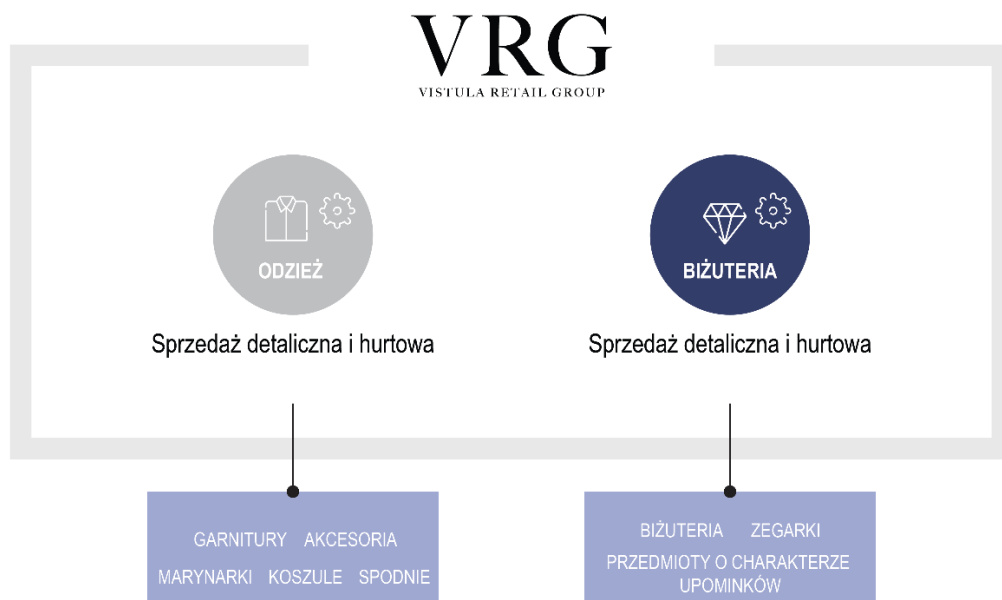 VRG
VISTULA RETAIL GROUP
ODZIEŻ
Sprzedaż detaliczna i hurtowa
GARNITURY AKCESORIA
MARYNARKI KOSZULE SPODNIE
BIŻUTERIA
Sprzedaż detaliczna i hurtowa
BIŻUTERIA ZEGARKI
PRZEDMIOTY O CHARAKTERZE
UPOMINKÓW